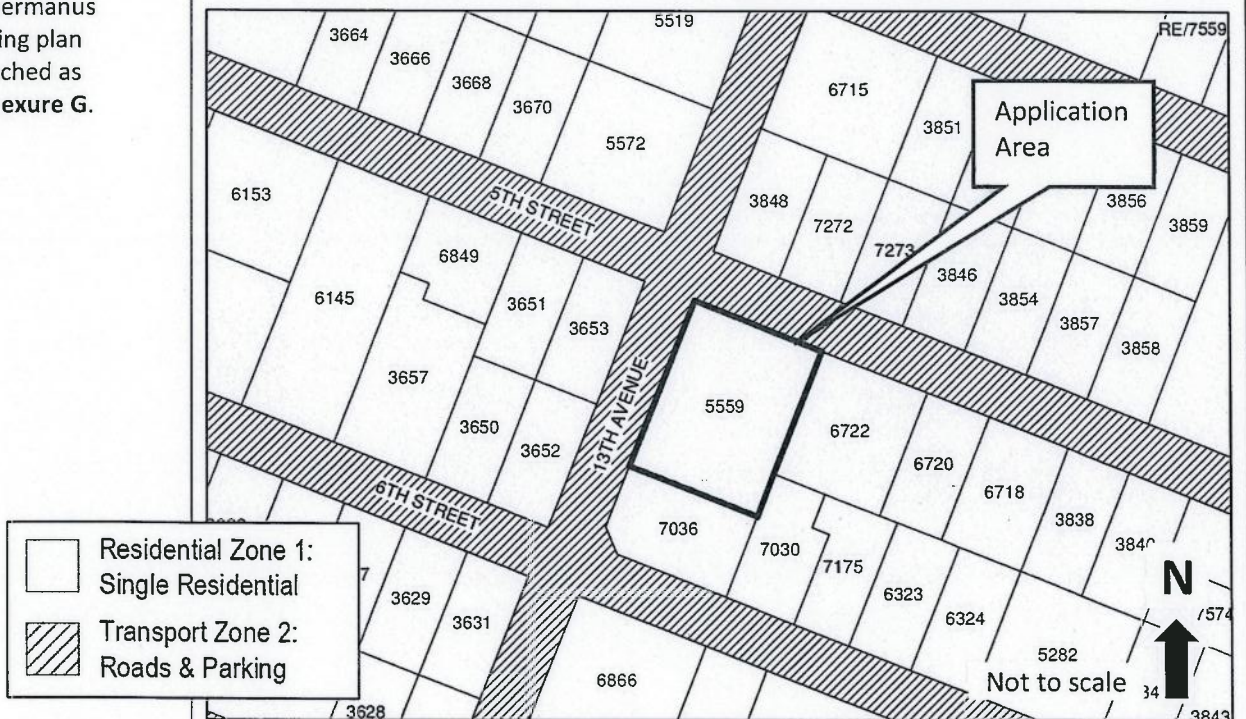 ermanus
ing plan
ched as
exure G.
5519
RE/7559
3664
3666
3668
3670
5572
6715
3851
Application
Area
6153
3848
7272
7273
3856
3859
5TH STREET
6849
3846
6145
3651
3653
3854
3857
3858
13TH AVENUE
3657
5559
3650
3652
6722
6720
6718
3838
6TH STREET
7036
7030
7175
6323
6324
N
7574
Residential Zone 1:
Single Residential
Transport Zone 2:
Roads & Parking
7
3629
3631
5282
Not to scale
34
6866
3628
3843